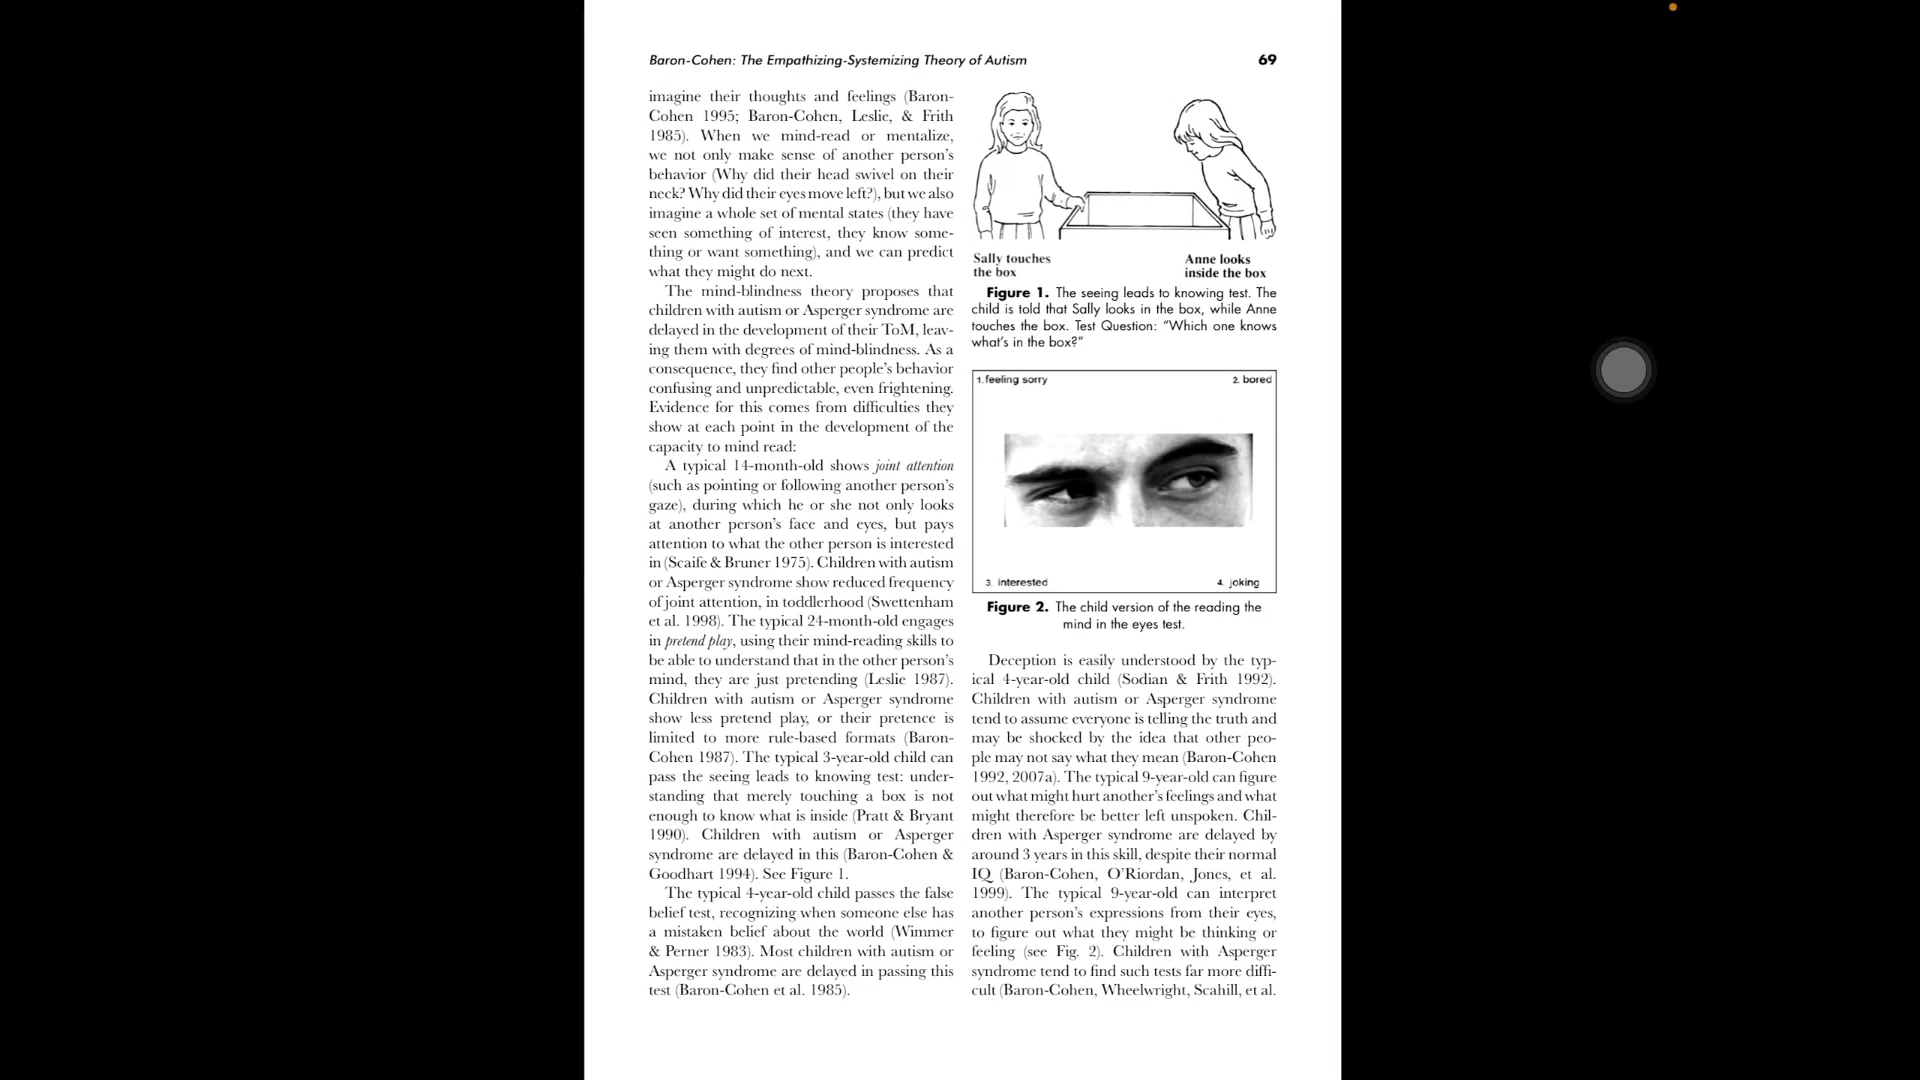 Baron-Cohen: The Empathizing-Systemizing Theory of Autism
69
imagine their thoughts and feelings (Baron-
Cohen 1995; Baron-Cohen, Leslie, & Frith
1985). When we mind-read or mentalize,
we not only make sense of another person's
behavior (Why did their head swivel on their
neck? Why did their eyes move left?), but we also
imagine a whole set of mental states (they have
seen something of interest, they know some-
thing or want something), and we can predict
what they might do next.
The mind-blindness theory proposes that
children with autism or Asperger syndrome are
delayed in the development of their ToM, leav-
ing them with degrees of mind-blindness. As a
consequence, they find other people's behavior
confusing and unpredictable, even frightening.
Evidence for this comes from difficulties they
show at each point in the development of the
capacity to mind read:
A typical 14-month-old shows joint attention
(such as pointing or following another person's
gaze), during which he or she not only looks
at another person's face and eyes, but pays
attention to what the other person is interested
in (Scaife & Bruner 1975). Children with autism
or Asperger syndrome show reduced frequency
of joint attention, in toddlerhood (Swettenham
et al. 1998). The typical 24-month-old engages
in pretend play, using their mind-reading skills to
be able to understand that in the other person's
mind, they are just pretending (Leslie 1987).
Children with autism or Asperger syndrome
show less pretend play, or their pretence is
limited to more rule-based formats (Baron-
Cohen 1987). The typical 3-year-old child can
pass the seeing leads to knowing test: under-
standing that merely touching a box is not
enough to know what is inside (Pratt & Bryant
1990). Children with autism or Asperger
syndrome are delayed in this (Baron-Cohen &
Goodhart 1994). See Figure 1.
The typical 4-year-old child passes the false
belief test, recognizing when someone else has
a mistaken belief about the world (Wimmer
& Perner 1983). Most children with autism or
Asperger syndrome are delayed in passing this
test (Baron-Cohen et al. 1985).
Sally touches
the box
Anne looks
inside the box
Figure 1. The seeing leads to knowing test. The
child is told that Sally looks in the box, while Anne
touches the box. Test Question: "Which one knows
what's in the box?"
1. feeling sorry
2. bored
3. interested
4. joking
Figure 2. The child version of the reading the
mind in the eyes test.
Deception is easily understood by the typ-
ical 4-year-old child (Sodian & Frith 1992).
Children with autism or Asperger syndrome
tend to assume everyone is telling the truth and
may be shocked by the idea that other peo-
ple may not say what they mean (Baron-Cohen
1992, 2007a). The typical 9-year-old can figure
out what might hurt another's feelings and what
might therefore be better left unspoken. Chil-
dren with Asperger syndrome are delayed by
around 3 years in this skill, despite their normal
IQ (Baron-Cohen, O'Riordan, Jones, et al.
1999). The typical 9-year-old can interpret
another person's expressions from their eyes,
to figure out what they might be thinking or
feeling (see Fig. 2). Children with Asperger
syndrome tend to find such tests far more diffi-
cult (Baron-Cohen, Wheelwright, Scahill, et al.